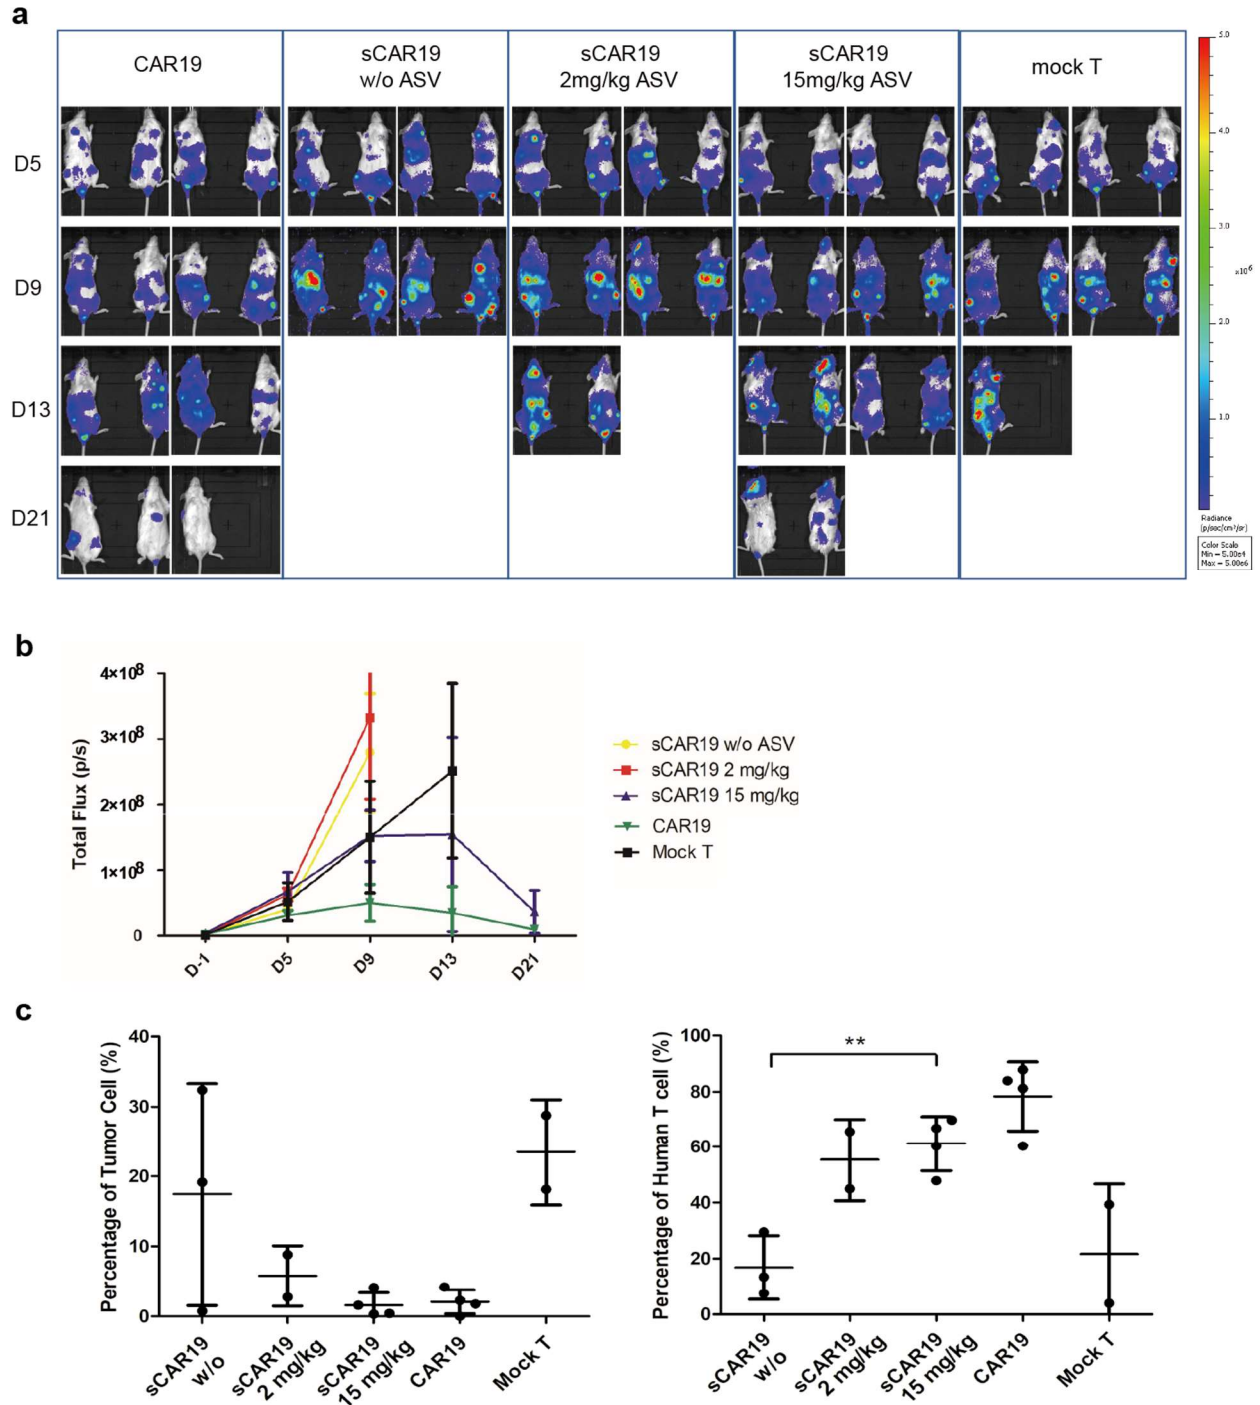 a
CAR19
sCAR19
w/o ASV
sCAR19
2mg/kg ASV
sCAR19
15mg/kg ASV
mock T
D5
D9
D13
D21
5.0
4.0
3.0
×10⁶
2.0
1.0
Radiance
(p/sec/cm²/sr)
Color Scale
Min = 5.00e4
Max = 5.00e6
b
Total Flux (p/s)
4×10⁸
3×10⁸
2×10⁸
1×10⁸
0
D-1
D5
D9
D13
D21
sCAR19 w/o ASV
sCAR19 2 mg/kg
sCAR19 15 mg/kg
CAR19
Mock T
c
Percentage of Tumor Cell (%)
40
30
20
10
0
sCAR19
w/o
sCAR19
2 mg/kg
sCAR19
15 mg/kg
CAR19
Mock T
Percentage of Human T cell (%)
100
80
60
40
20
0
**
sCAR19
w/o
sCAR19
2 mg/kg
sCAR19
15 mg/kg
CAR19
Mock T